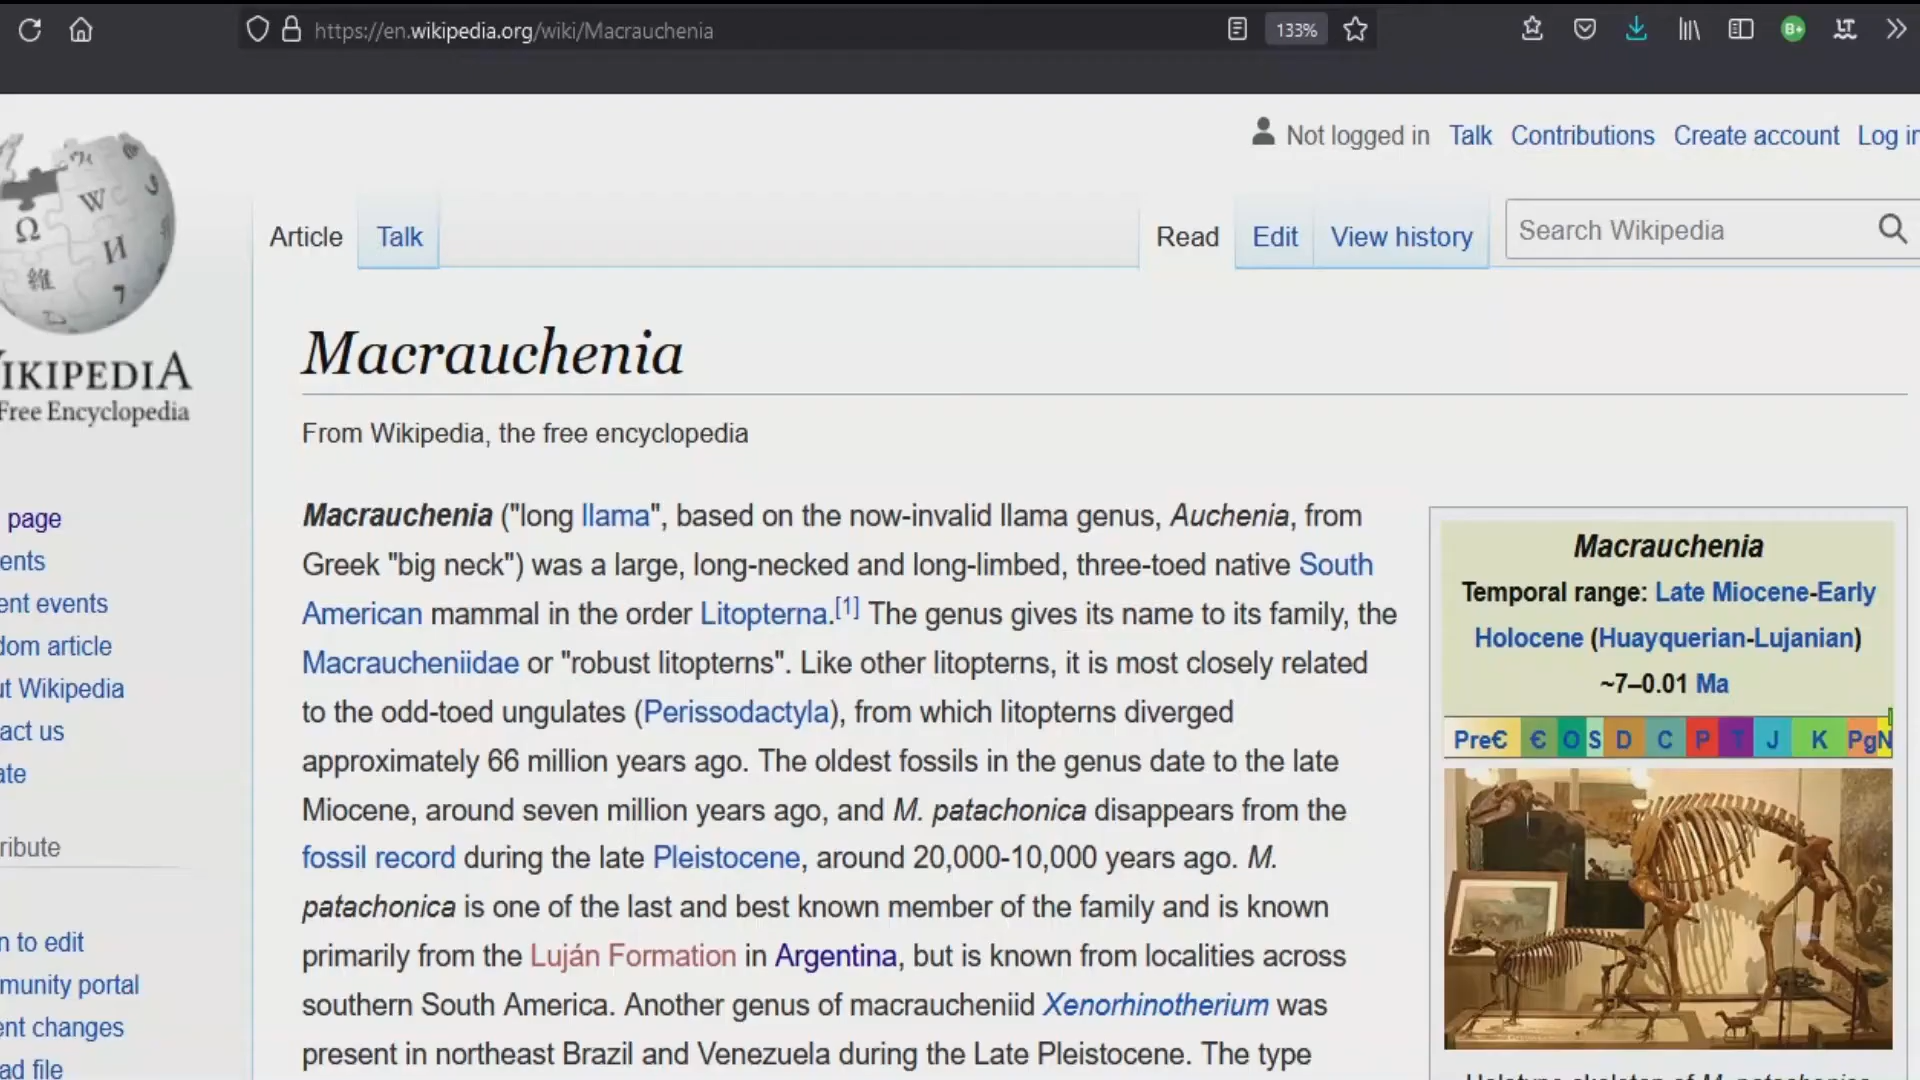 https://en.wikipedia.org/wiki/Macrauchenia
133%
Not logged in Talk Contributions Create account Log in
Article Talk Read Edit View history Search Wikipedia
IKIPEDIA
Free Encyclopedia
Macrauchenia
From Wikipedia, the free encyclopedia
page
ents
ent events
dom article
ut Wikipedia
act us
ate
ribute
n to edit
munity portal
ent changes
ad file
Macrauchenia ("long llama", based on the now-invalid llama genus, Auchenia, from
Greek "big neck") was a large, long-necked and long-limbed, three-toed native South
American mammal in the order Litopterna.[1] The genus gives its name to its family, the
Macraucheniidae or "robust litopterns". Like other litopterns, it is most closely related
to the odd-toed ungulates (Perissodactyla), from which litopterns diverged
approximately 66 million years ago. The oldest fossils in the genus date to the late
Miocene, around seven million years ago, and M. patachonica disappears from the
fossil record during the late Pleistocene, around 20,000-10,000 years ago. M.
patachonica is one of the last and best known member of the family and is known
primarily from the Luján Formation in Argentina, but is known from localities across
southern South America. Another genus of macraucheniid Xenorhinotherium was
present in northeast Brazil and Venezuela during the Late Pleistocene. The type
Macrauchenia
Temporal range: Late Miocene-Early
Holocene (Huayquerian-Lujanian)
~7–0.01 Ma
PreЄ Є O S D C P T J K Pg N